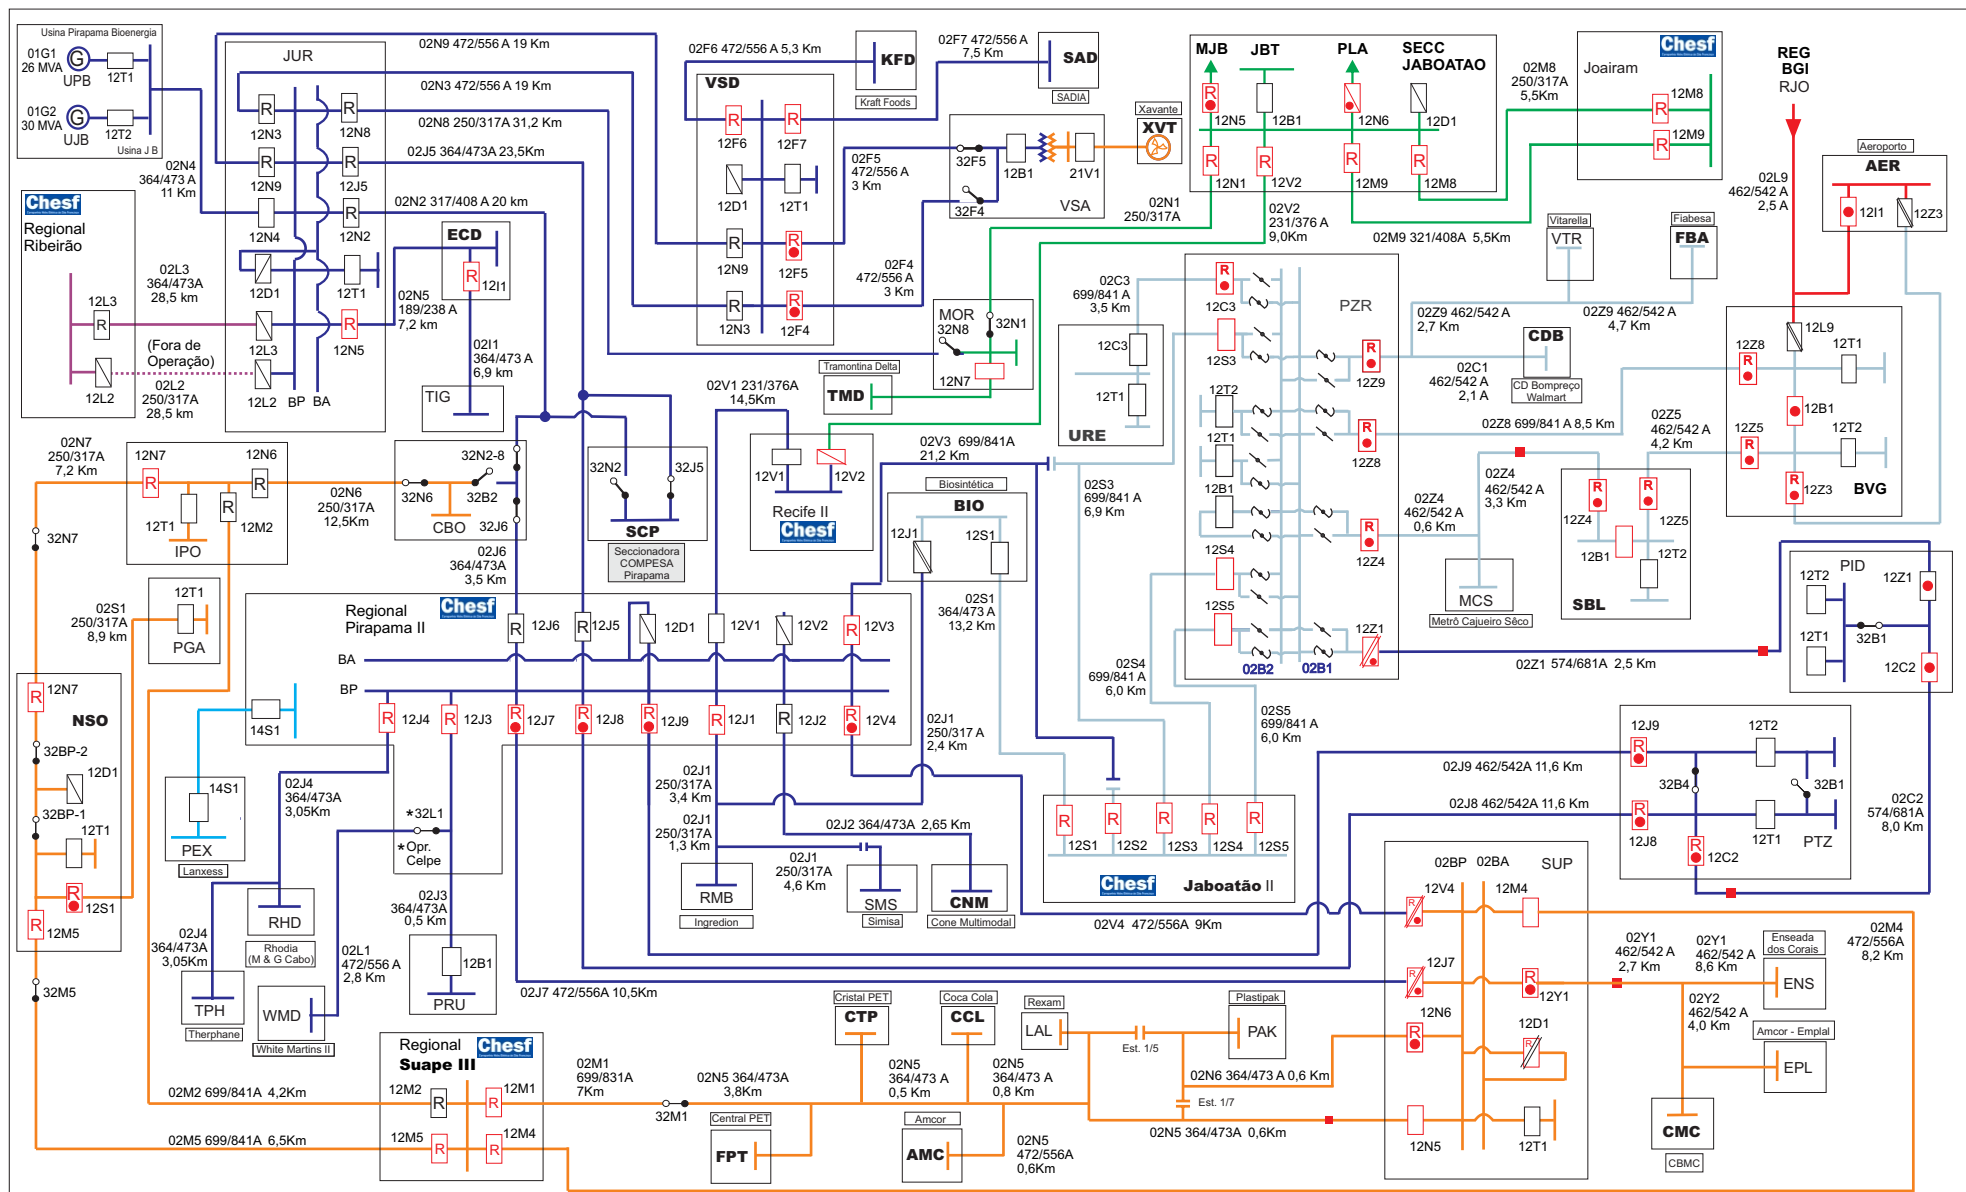 Usina Pirapama Bioenergia
01G1
26 MVA
G
UPB
12T1
01G2
30 MVA
G
UJB
12T2
Usina J B
02N4
364/473 A
11 Km
JUR
R
12N3
R
12N8
R
12N9
R
12J5
12N4
R
12N2
12D1
12T1
12L3
R
12N5
12L2
BP
BA
02N9 472/556 A 19 Km
02N3 472/556 A 19 Km
02N8 250/317A 31,2 Km
02J5 364/473A 23,5Km
02N2 317/408 A 20 km
Chesf
Regional
Ribeirão
12L3
R
12L2
02L3
364/473A
28,5 km
(Fora de
Operação)
02L2
250/317A
28,5 km
02N5
189/238 A
7,2 km
ECD
R
12I1
02I1
364/473 A
6,9 km
TIG
02F6 472/556 A 5,3 Km
KFD
Kraft Foods
02F7 472/556 A
7,5 Km
SAD
SADIA
VSD
R
12F6
R
12F7
12D1
12T1
R
12N9
R
12F5
R
12N3
R
12F4
02F5
472/556 A
3 Km
02F4
472/556 A
3 Km
32F5
12B1
21V1
32F4
VSA
Xavante
XVT
MJB
JBT
PLA
SECC
JABOATAO
R
12N5
12B1
12N6
12D1
R
12N1
R
12V2
R
12M9
R
12M8
02N1
250/317A
02V2
231/376 A
9,0Km
02M9 321/408A 5,5Km
02M8
250/317A
5,5Km
Joairam
Chesf
R
12M8
R
12M9
REG
BGI
RJO
02L9
462/542 A
2,5 A
Aeroporto
AER
12I1
12Z3
MOR
32N8
32N1
12N7
Tramontina Delta
TMD
02V1 231/376A
14,5Km
12V1
12V2
Recife II
Chesf
02V3 699/841A
21,2 Km
02C3
699/841 A
3,5 Km
12C3
12T1
URE
02S3
699/841 A
6,9 Km
PZR
R
12C3
12S3
12T2
12T1
12B1
12S4
12S5
R
12Z9
R
12Z8
R
12Z4
12Z1
02B2
02B1
Vitarella
VTR
Fiabesa
FBA
02Z9 462/542 A
2,7 Km
02Z9 462/542 A
4,7 Km
CDB
CD Bompreço
Walmart
02C1
462/542 A
2,1 A
02Z8 699/841 A 8,5 Km
02Z5
462/542 A
4,2 Km
02Z4
462/542 A
0,6 Km
02Z4
462/542 A
3,3 Km
MCS
Metrô Cajueiro Sêco
R
12Z4
R
12Z5
12B1
12T2
SBL
12L9
R
12Z8
12T1
12B1
R
12Z5
12T2
12Z3
BVG
PID
12T2
12T1
12Z1
32B1
12C2
02Z1 574/681A 2,5 Km
02N7
250/317A
7,2 Km
12N7
R
12N6
R
12T1
R
12M2
IPO
02N6
250/317A
12,5Km
32N6
32N2-8
32B2
32J6
CBO
02J6
364/473A
3,5 Km
32N2
32J5
SCP
Seccionadora
COMPESA
Pirapama
32N7
02S1
250/317A
8,9 km
12T1
PGA
Biosintética
BIO
12J1
12S1
02S1
364/473 A
13,2 Km
Regional
Pirapama II
Chesf
R
12J6
R
12J5
12D1
12V1
12V2
R
12V3
BA
BP
R
12J4
R
12J3
R
12J7
R
12J8
R
12J9
R
12J1
R
12J2
R
12V4
14S1
12N7
R
NSO
32BP-2
12D1
32BP-1
12T1
R
12S1
R
12M5
32M5
14S1
PEX
Lanxess
02J4
364/473A
3,05Km
*32L1
*Opr.
Celpe
RHD
Rhodia
(M & G Cabo)
02J4
364/473A
3,05Km
TPH
Therphane
02L1
472/556 A
2,8 Km
WMD
White Martins II
02J3
364/473A
0,5 Km
12B1
PRU
02J1
250/317 A
2,4 Km
02J1
250/317A
3,4 Km
02J1
250/317A
1,3 Km
02J2 364/473A 2,65 Km
02J1
250/317A
4,6 Km
RMB
Ingredion
SMS
Simisa
CNM
Cone Multimodal
02S4
699/841 A
6,0 Km
02S5
699/841 A
6,0 Km
R
12S1
R
12S2
R
12S3
R
12S4
R
12S5
Chesf
Jaboatão II
12J9
R
12T2
32B4
32B1
R
12J8
12T1
R
12C2
PTZ
02J9 462/542A 11,6 Km
02J8 462/542A 11,6 Km
02C2
574/681A
8,0 Km
02V4 472/556A 9Km
02J7 472/556A 10,5Km
02BP
02BA
SUP
12V4
R
12M4
12J7
R
R
12Y1
12N6
R
12D1
R
R
12N5
12T1
02M4
472/556A
8,2 Km
02Y1
462/542 A
2,7 Km
02Y1
462/542 A
8,6 Km
Enseada
dos Corais
ENS
02Y2
462/542 A
4,0 Km
Amcor - Emplal
EPL
CMC
CBMC
Regional
Suape III
Chesf
12M2
R
12M1
R
12M5
R
12M4
R
02M2 699/841A 4,2Km
02M5 699/841A 6,5Km
02M1
699/831A
7Km
32M1
02N5 364/473A
3,8Km
Central PET
FPT
Cristal PET
CTP
02N5
364/473 A
0,5 Km
Coca Cola
CCL
02N5
364/473 A
0,8 Km
Amcor
AMC
02N5
472/556A
0,6Km
Rexam
LAL
Est. 1/5
Plastipak
PAK
02N6 364/473 A 0,6 Km
Est. 1/7
02N5 364/473A 0,6Km